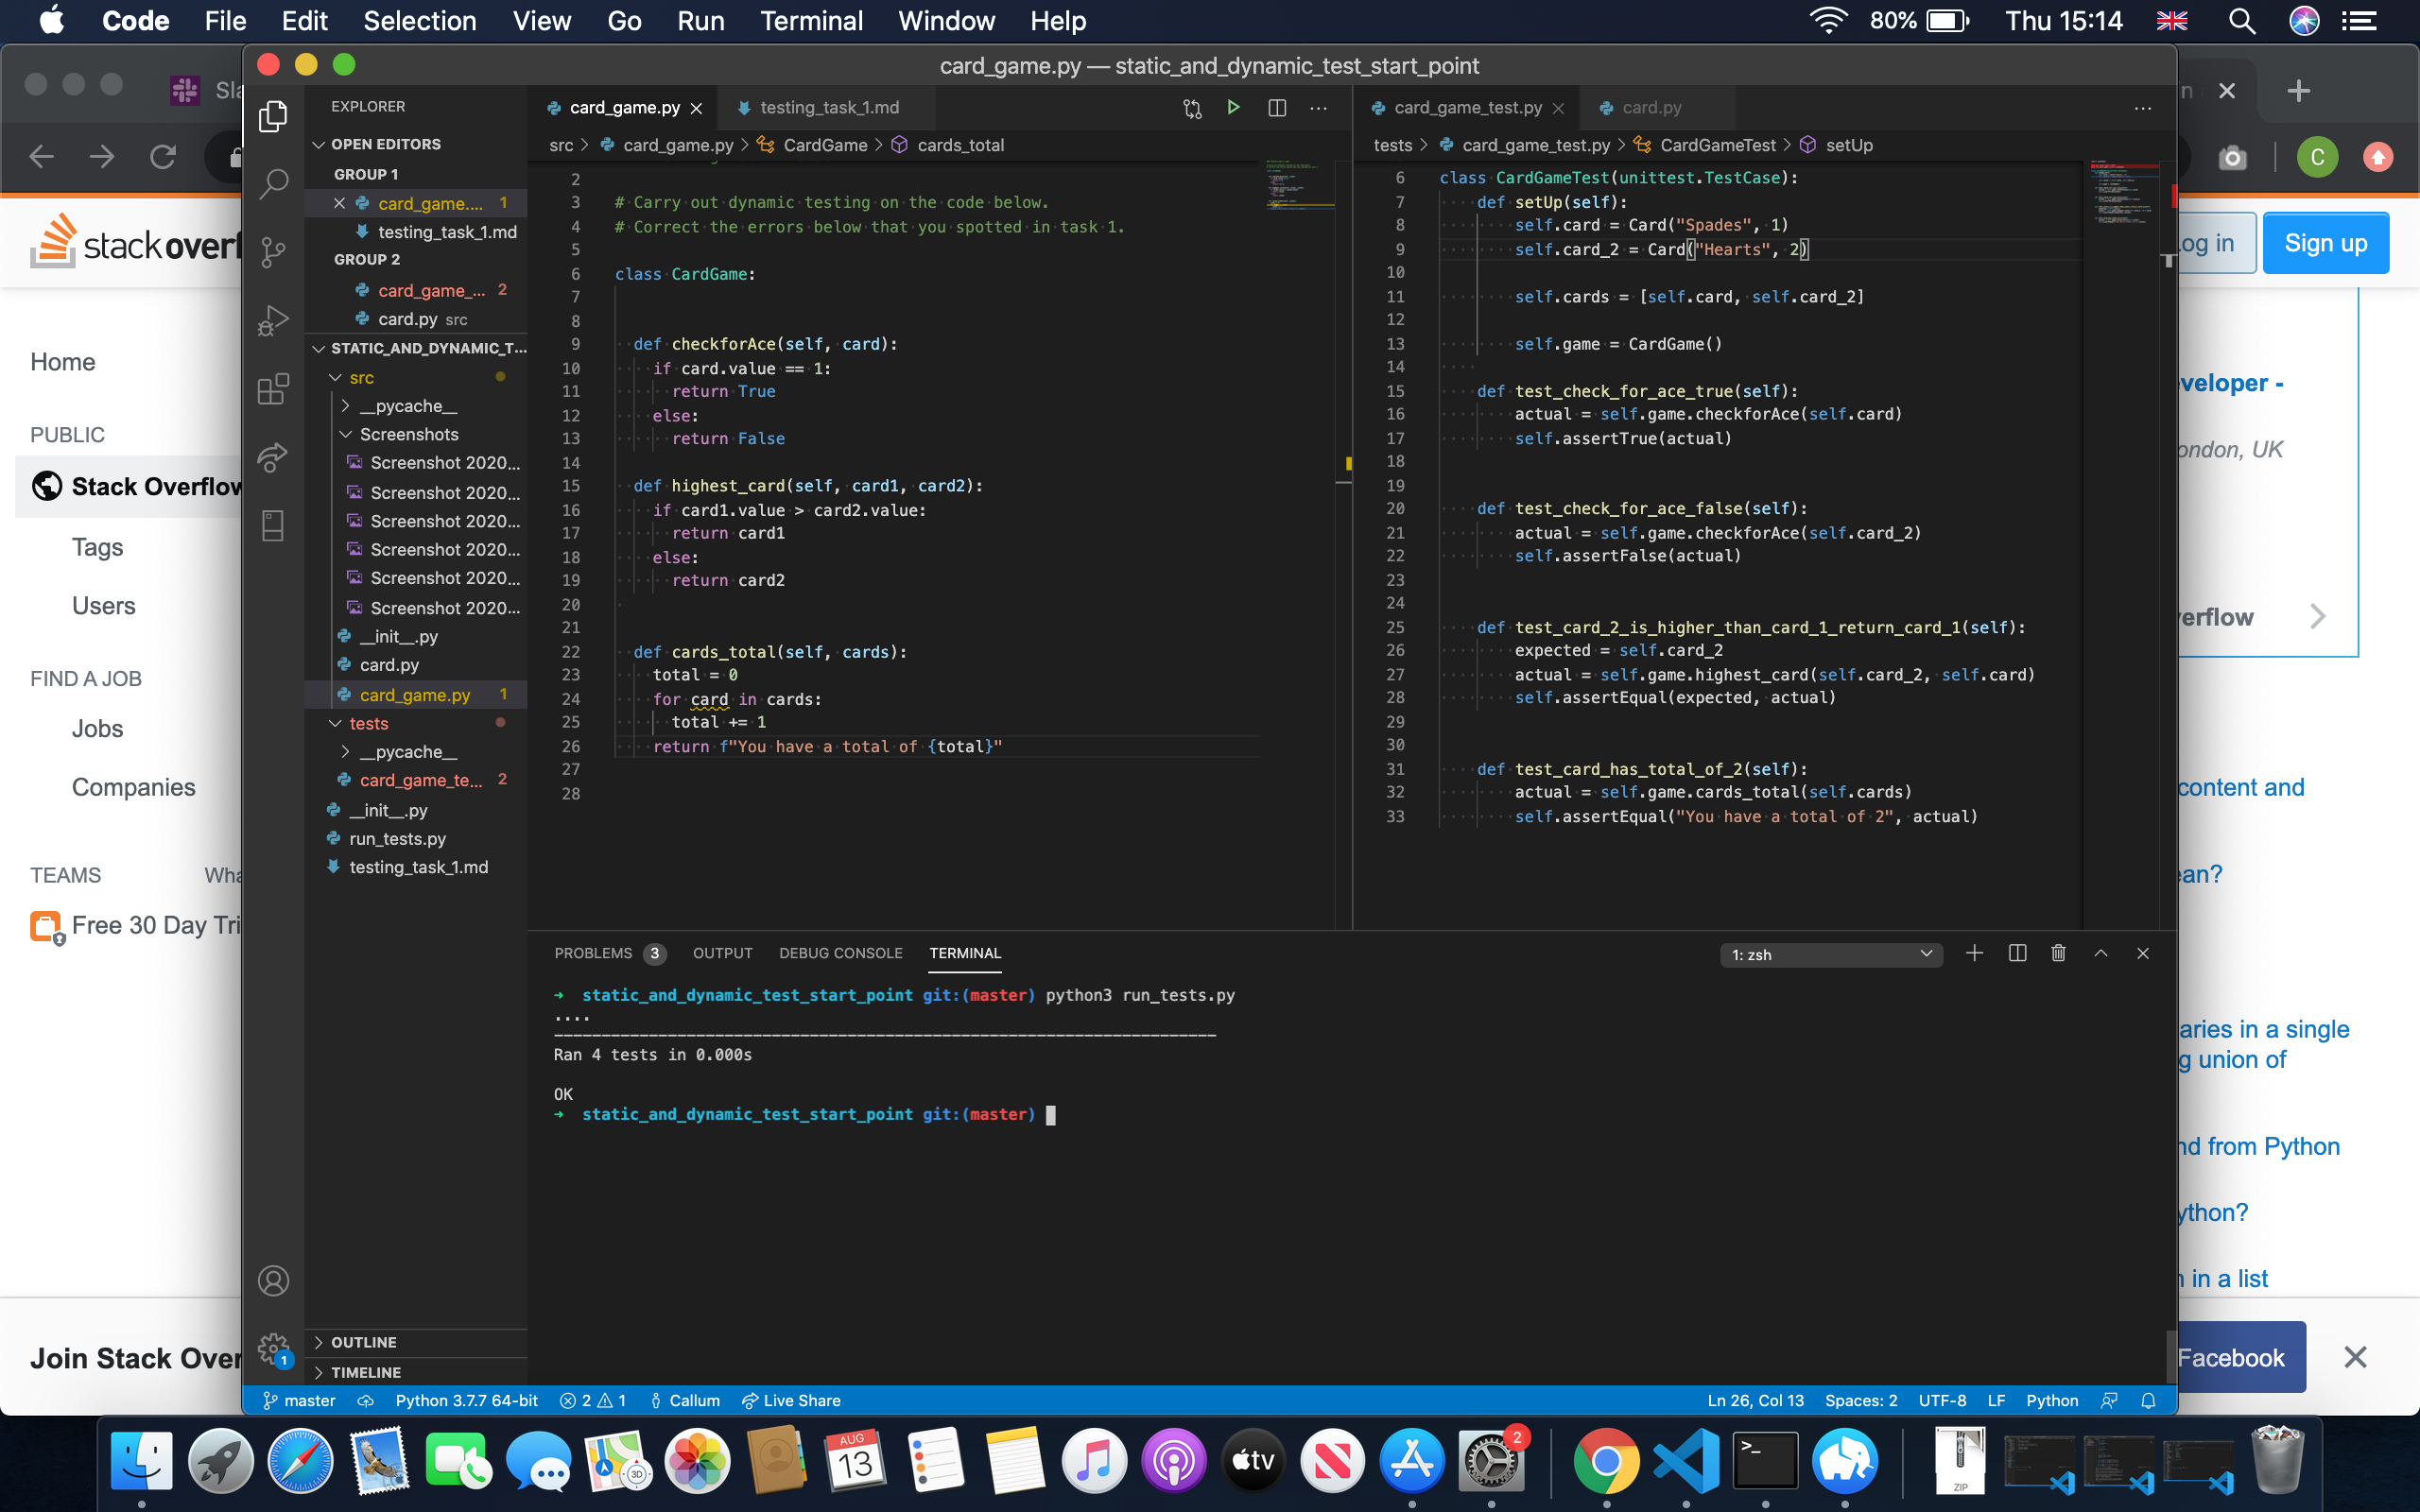 Code File Edit Selection View Go Run Terminal Window Help 80% Thu 15:14
card_game.py — static_and_dynamic_test_start_point
C
stack
Log in
Sign up
Home
PUBLIC
Stack Overflow
Tags
Users
FIND A JOB
Jobs
Companies
TEAMS
Free 30 Day
Join Stack
EXPLORER
OPEN EDITORS
GROUP 1
card_game.... 1
testing_task_1.md
GROUP 2
card_game_... 2
card.py src
STATIC_AND_DYNAMIC_T...
src
__pycache__
Screenshots
Screenshot 2020...
Screenshot 2020...
Screenshot 2020...
Screenshot 2020...
Screenshot 2020...
Screenshot 2020...
__init__.py
card.py
card_game.py 1
tests
__pycache__
card_game_te... 2
__init__.py
run_tests.py
testing_task_1.md
OUTLINE
TIMELINE
1
card_game.py testing_task_1.md
src > card_game.py > CardGame > cards_total
2
3 # Carry out dynamic testing on the code below.
4 # Correct the errors below that you spotted in task 1.
5
6 class CardGame:
7
8
9 def checkforAce(self, card):
10 if card.value == 1:
11 return True
12 else:
13 return False
14
15 def highest_card(self, card1, card2):
16 if card1.value > card2.value:
17 return card1
18 else:
19 return card2
20
21
22 def cards_total(self, cards):
23 total = 0
24 for card in cards:
25 total += 1
26 return f"You have a total of {total}"
27
28
card_game_test.py card.py
tests > card_game_test.py > CardGameTest > setUp
6 class CardGameTest(unittest.TestCase):
7 def setUp(self):
8 self.card = Card("Spades", 1)
9 self.card_2 = Card("Hearts", 2)
10
11 self.cards = [self.card, self.card_2]
12
13 self.game = CardGame()
14
15 def test_check_for_ace_true(self):
16 actual = self.game.checkforAce(self.card)
17 self.assertTrue(actual)
18
19
20 def test_check_for_ace_false(self):
21 actual = self.game.checkforAce(self.card_2)
22 self.assertFalse(actual)
23
24
25 def test_card_2_is_higher_than_card_1_return_card_1(self):
26 expected = self.card_2
27 actual = self.game.highest_card(self.card_2, self.card)
28 self.assertEqual(expected, actual)
29
30
31 def test_card_has_total_of_2(self):
32 actual = self.game.cards_total(self.cards)
33 self.assertEqual("You have a total of 2", actual)
PROBLEMS 3 OUTPUT DEBUG CONSOLE TERMINAL 1: zsh
→ static_and_dynamic_test_start_point git:(master) python3 run_tests.py
....
----------------------------------------------------------------------
Ran 4 tests in 0.000s
OK
→ static_and_dynamic_test_start_point git:(master)
master Python 3.7.7 64-bit 2 1 Callum Live Share Ln 26, Col 13 Spaces: 2 UTF-8 LF Python
London, UK
content and
in a single
union of
from Python
in a list
Facebook
AUG
13
3D
tv
2
>_
ZIP